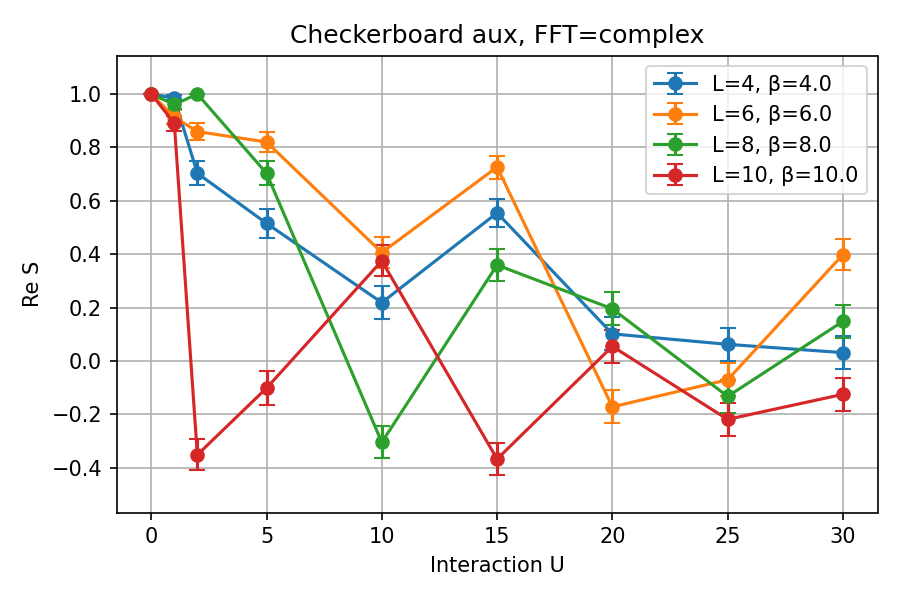 Checkerboard aux, FFT=complex
L=4, β=4.0
L=6, β=6.0
L=8, β=8.0
L=10, β=10.0
Re S
1.0
0.8
0.6
0.4
0.2
0.0
−0.2
−0.4
0 5 10 15 20 25 30
Interaction U